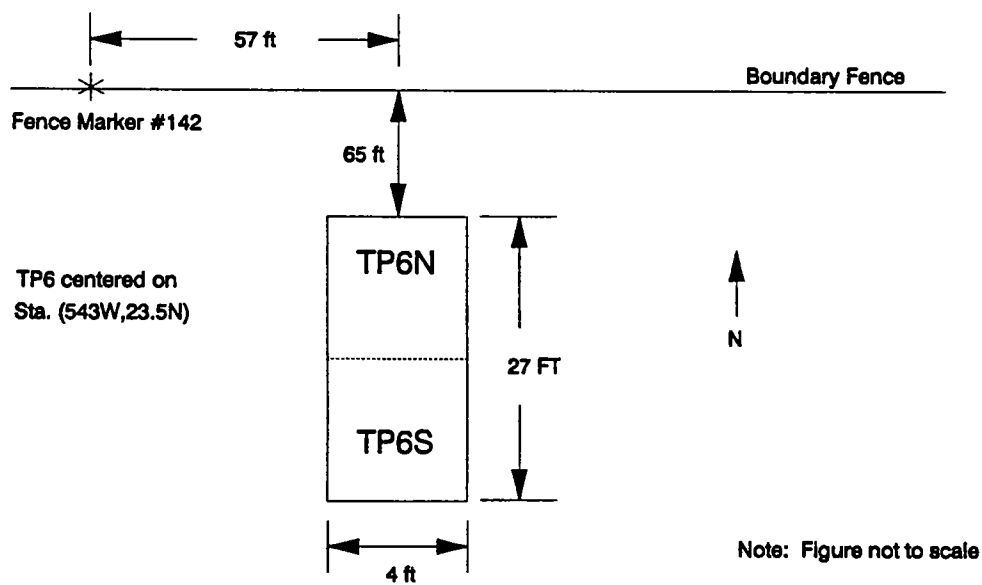 57 ft
Boundary Fence
Fence Marker #142
65 ft
TP6N
TP6 centered on
Sta. (543W,23.5N)
N
27 FT
TP6S
4 ft
Note: Figure not to scale